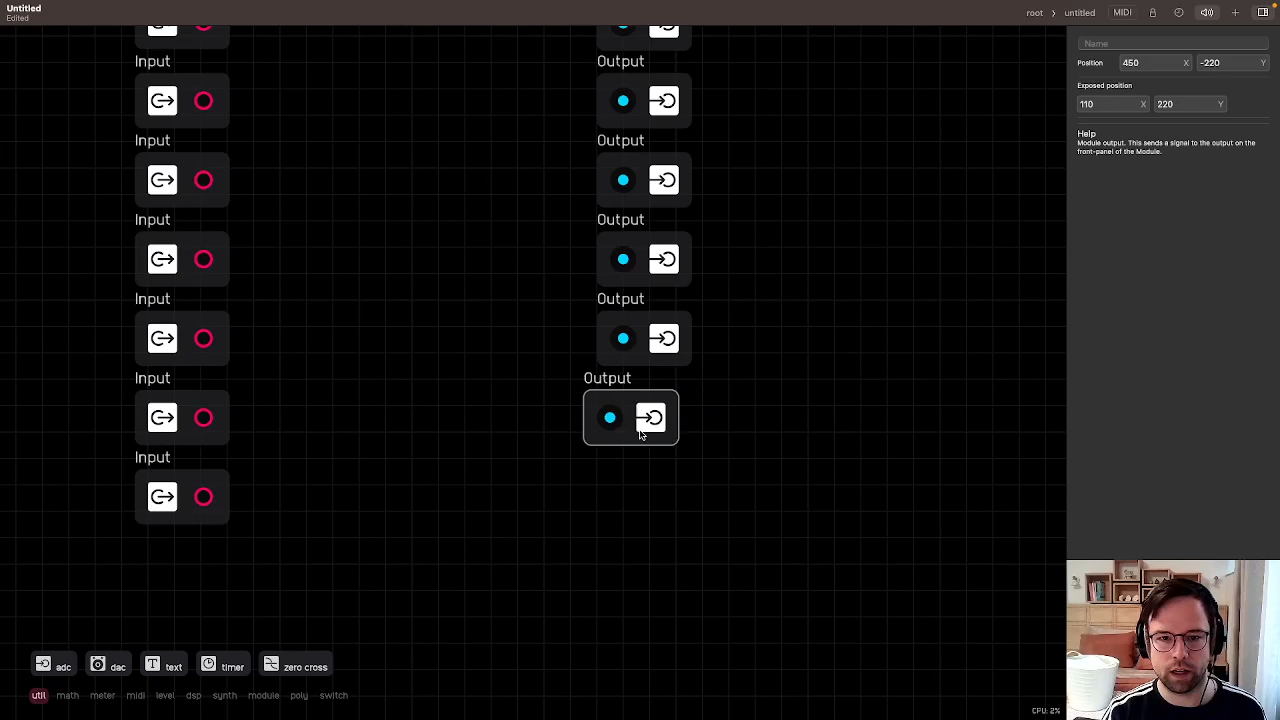 Untitled
Edited
root › untitled MIDI
Name
Position 450 X -220 Y
Exposed position
110 X 220 Y
Help
Module output. This sends a signal to the output on the
front-panel of the Module.
Input Output
Input Output
Input Output
Input Output
Input Output
Input
adc dac text timer zero cross
util math meter midi level dsp synth module poly switch
CPU: 2%